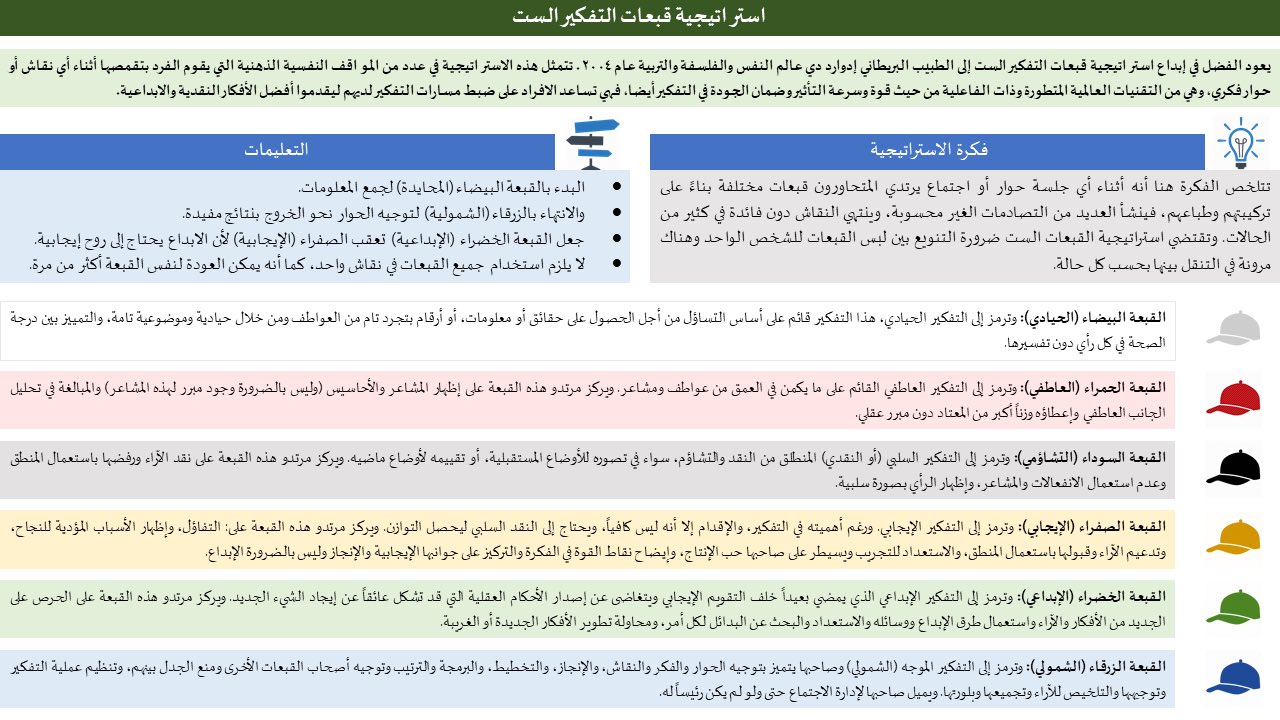 استراتيجية قبعات التفكير الست
يعود الفضل في إبداع استراتيجية قبعات التفكير الست إلى الطبيب البريطاني إدوارد دي عالم النفس والفلسفة والتربية عام ٢٠٠٤. تتمثل هذه الاستراتيجية في عدد من المواقف النفسية الذهنية التي يقوم الفرد بتقمصها أثناء أي نقاش أو
حوار فكري، وهي من التقنيات العالمية المتطورة وذات الفاعلية من حيث قوة وسرعة التأثير وضمان الجودة في التفكير أيضا، فهي تساعد الافراد على ضبط مسارات التفكير لديهم ليقدموا أفضل الأفكار النقدية والابداعية.
فكرة الاستراتيجية
تتلخص الفكرة هنا أنه أثناء أي جلسة حوار أو اجتماع يرتدي المتحاورون قبعات مختلفة بناءً على
تركيبتهم وطباعهم، فينشأ العديد من التصادمات الغير محسوبة، وينتهي النقاش دون فائدة في كثير من
الحالات. وتقتضي استراتيجية القبعات الست ضرورة التنويع بين لبس القبعات للشخص الواحد وهناك
مرونة في التنقل بينها بحسب كل حالة.
التعليمات
● البدء بالقبعة البيضاء (المحايدة) لجمع المعلومات.
● والانتهاء بالزرقاء (الشمولية) لتوجيه الحوار نحو الخروج بنتائج مفيدة.
● جعل القبعة الخضراء (الإبداعية) تعقب الصفراء (الإيجابية) لأن الابداع يحتاج إلى روح إيجابية.
● لا يلزم استخدام جميع القبعات في نقاش واحد، كما أنه يمكن العودة لنفس القبعة أكثر من مرة.
القبعة البيضاء (الحيادي): وترمز إلى التفكير الحيادي، هذا التفكير قائم على أساس التساؤل من أجل الحصول على حقائق أو معلومات، أو أرقام بتجرد تام من العواطف ومن خلال حيادية وموضوعية تامة، والتمييز بين درجة
الصحة في كل رأي دون تفسيرها.
القبعة الحمراء (العاطفي): وترمز إلى التفكير العاطفي القائم على ما يكمن في العمق من عواطف ومشاعر. ويركز مرتدو هذه القبعة على إظهار المشاعر والأحاسيس (وليس بالضرورة وجود مبرر لهذه المشاعر) والمبالغة في تحليل
الجانب العاطفي وإعطاؤه وزناً أكبر من المعتاد دون مبرر عقلي.
القبعة السوداء (التشاؤمي): وترمز إلى التفكير السلبي (أو النقدي) المنطلق من النقد والتشاؤم، سواء في تصوره للأوضاع المستقبلية، أو تقييمه لأوضاع ماضيه. ويركز مرتدو هذه القبعة على نقد الآراء ورفضها باستعمال المنطق
وعدم استعمال الانفعالات والمشاعر، وإظهار الرأي بصورة سلبية.
القبعة الصفراء (الإيجابي): وترمز إلى التفكير الإيجابي. ورغم أهميته في التفكير، والإقدام إلا أنه ليس كافياً، ويحتاج إلى النقد السلبي ليحصل التوازن. ويركز مرتدو هذه القبعة على: التفاؤل، وإظهار الأسباب المؤدية للنجاح،
وتدعيم الآراء وقبولها باستعمال المنطق، والاستعداد للتجريب ويسيطر على صاحبها حب الإنتاج، وإيضاح نقاط القوة في الفكرة والتركيز على جوانبها الإيجابية والإنجاز وليس بالضرورة الإبداع.
القبعة الخضراء (الإبداعي): وترمز إلى التفكير الإبداعي الذي يمضي بعيداً خلف التقويم الإيجابي ويتغاضى عن إصدار الأحكام العقلية التي قد تشكل عائقاً عن إيجاد الشيء الجديد. ويركز مرتدو هذه القبعة على الحرص على
الجديد من الأفكار والآراء واستعمال طرق الإبداع ووسائله والاستعداد والبحث عن البدائل لكل أمر، ومحاولة تطوير الأفكار الجديدة أو الغريبة.
القبعة الزرقاء (الشمولي): وترمز إلى التفكير الموجه (الشمولي) وصاحبها يتميز بتوجيه الحوار والفكر والنقاش، والإنجاز، والتخطيط، والبرمجة والترتيب وتوجيه أصحاب القبعات الأخرى ومنع الجدل بينهم، وتنظيم عملية التفكير
وتوجيهها والتلخيص للآراء وتجميعها وبلورتها. ويميل صاحبها لإدارة الاجتماع حتى ولو لم يكن رئيساً له.